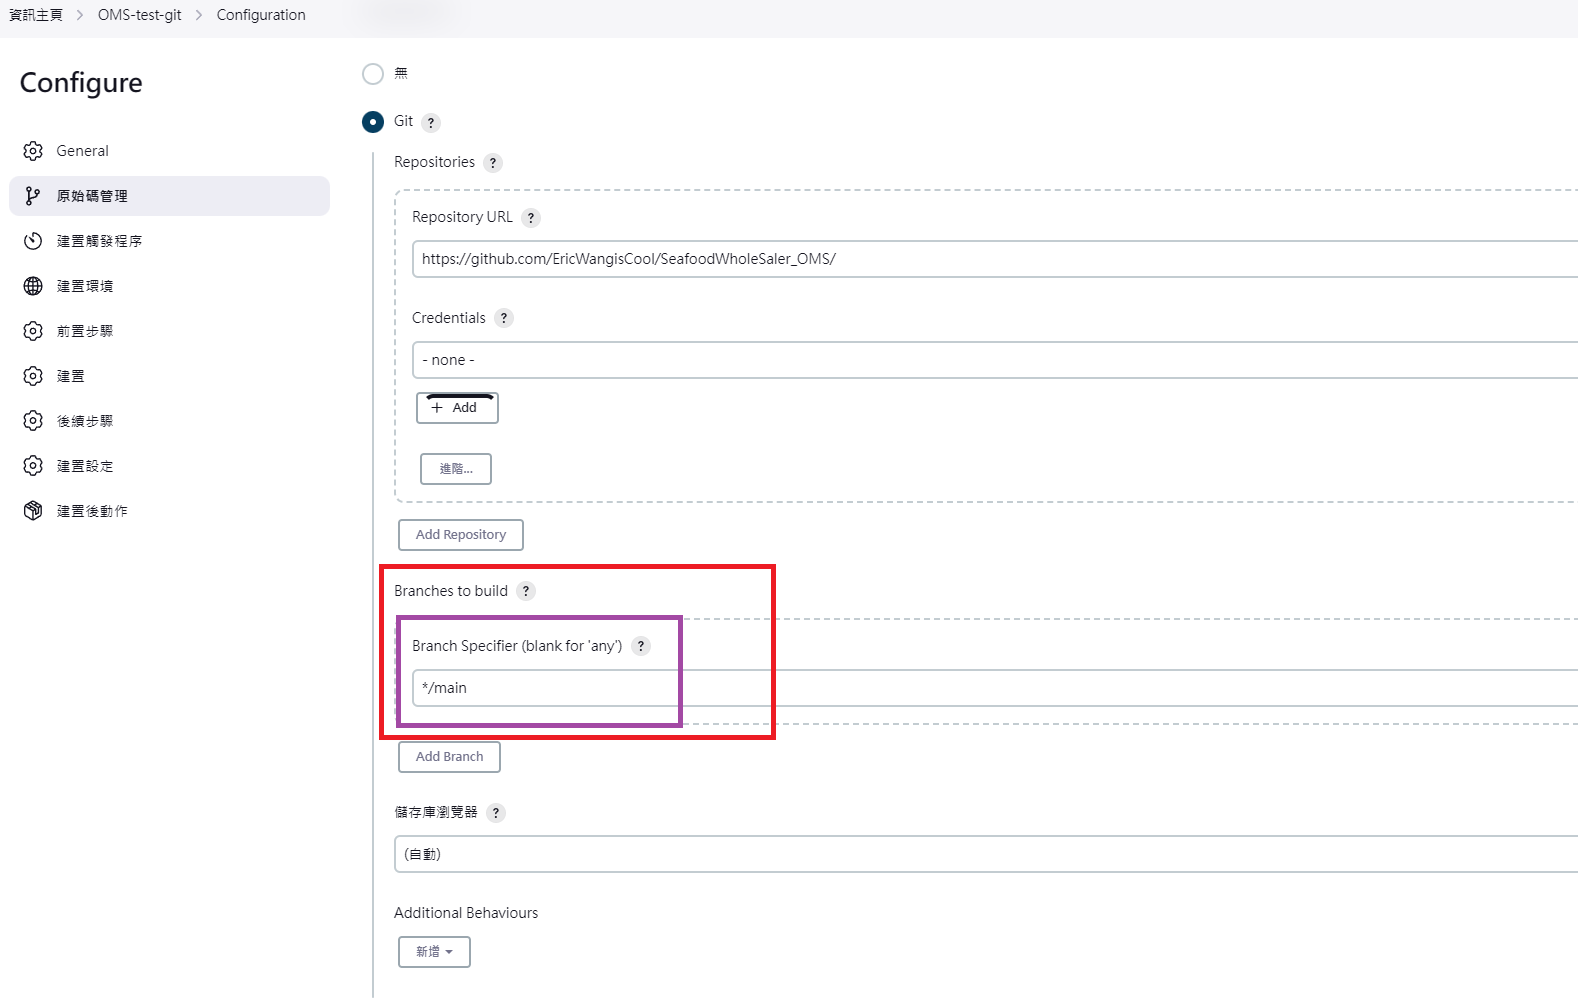 資訊主頁 > OMS-test-git > Configuration
Configure
General
原始碼管理
建置觸發程序
建置環境
前置步驟
建置
後續步驟
建置設定
建置後動作
無
Git ?
Repositories ?
Repository URL ?
https://github.com/EricWangisCool/SeafoodWholeSaler_OMS/
Credentials ?
- none -
+ Add
進階...
Add Repository
Branches to build ?
Branch Specifier (blank for 'any') ?
*/main
Add Branch
儲存庫瀏覽器 ?
(自動)
Additional Behaviours
新增